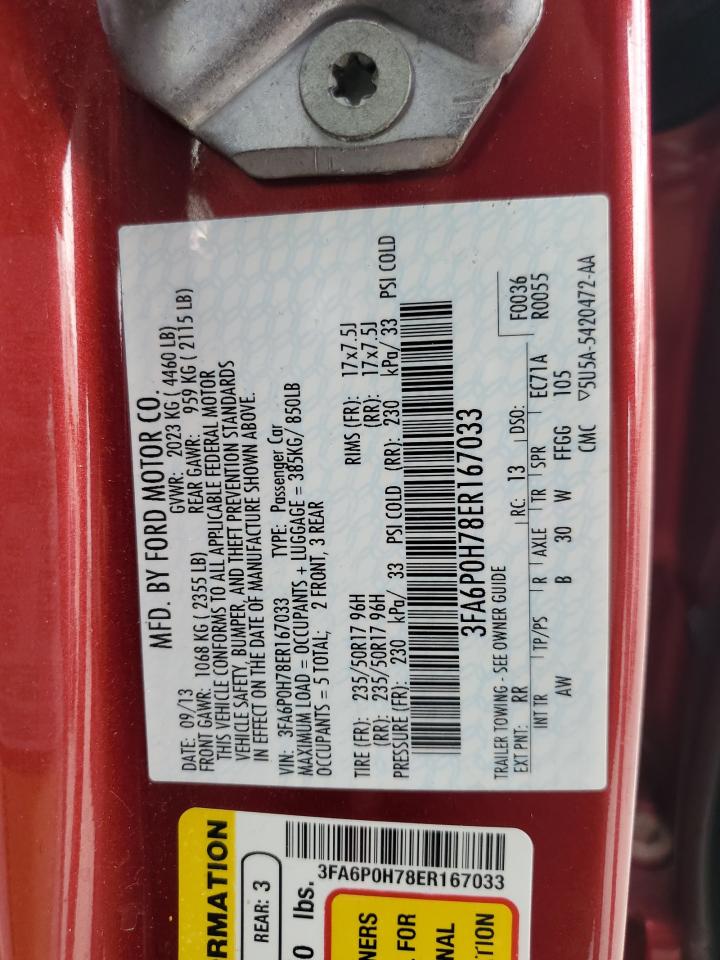 MFD. BY FORD MOTOR CO.
DATE: 09/13 GVWR: 2023 KG ( 4460 LB)
FRONT GAWR: 1068 KG ( 2355 LB) REAR GAWR: 959 KG ( 2115 LB)
THIS VEHICLE CONFORMS TO ALL APPLICABLE FEDERAL MOTOR
VEHICLE SAFETY, BUMPER, AND THEFT PREVENTION STANDARDS
IN EFFECT ON THE DATE OF MANUFACTURE SHOWN ABOVE.
VIN: 3FA6P0H78ER167033 TYPE: Passenger Car
MAXIMUM LOAD = OCCUPANTS + LUGGAGE = 385KG/ 850LB
OCCUPANTS = 5 TOTAL; 2 FRONT, 3 REAR
TIRE (FR): 235/50R17 96H RIMS (FR): 17x7.5J
(RR): 235/50R17 96H (RR): 17x7.5J
PRESSURE (FR): 230 kPa/ 33 PSI COLD (RR): 230 kPa/ 33 PSI COLD
3FA6P0H78ER167033
TRAILER TOWING - SEE OWNER GUIDE F0036
EXT PNT: RR RC: 13 DSO: R0055
INT TR TP/PS R AXLE TR SPR EC71A
AW B 30 W FFGG 105
CMC ▽5U5A-5420472-AA
ORMATION
REAR: 3
0 lbs.
3FA6P0H78ER167033
NERS
FOR
NAL
TION